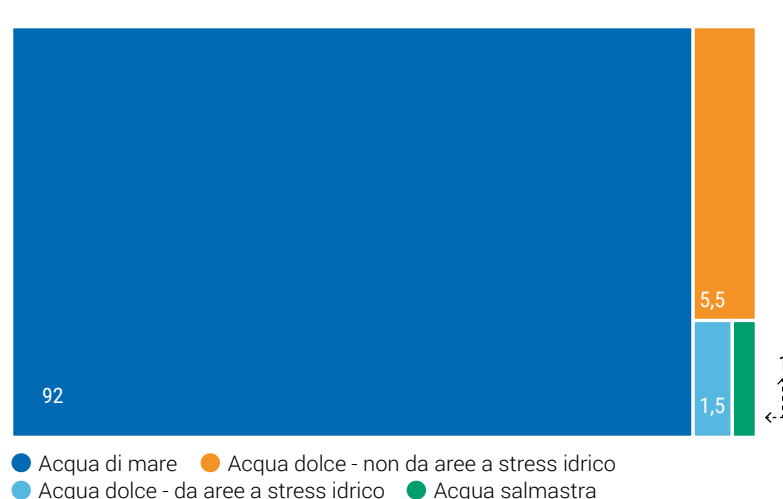 5,5
92
1,5
Acqua di mare Acqua dolce - non da aree a stress idrico
Acqua dolce - da aree a stress idrico Acqua salmastra